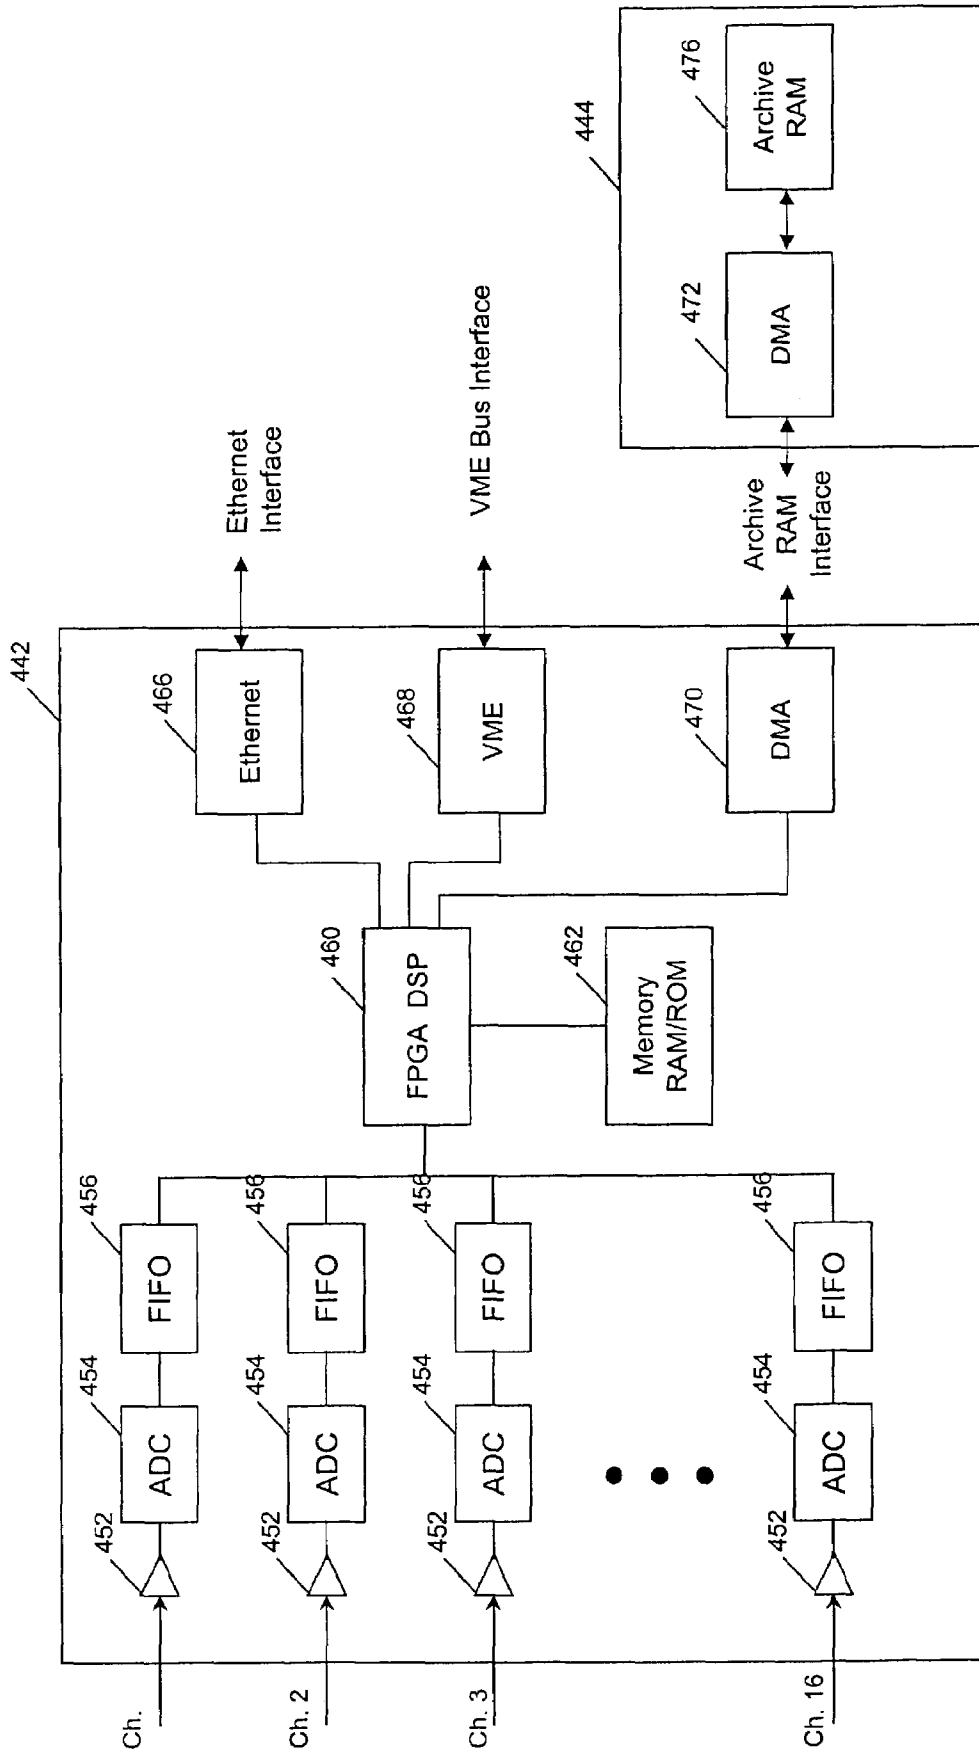 442
Ch.
452
ADC
454
FIFO
456
Ch. 2
452
ADC
454
FIFO
456
Ch. 3
452
ADC
454
FIFO
456
Ch. 16
452
ADC
454
FIFO
456
FPGA DSP
460
Memory
RAM/ROM
462
Ethernet
466
Ethernet
Interface
VME
468
VME Bus Interface
DMA
470
Archive
RAM
Interface
444
DMA
472
Archive
RAM
476